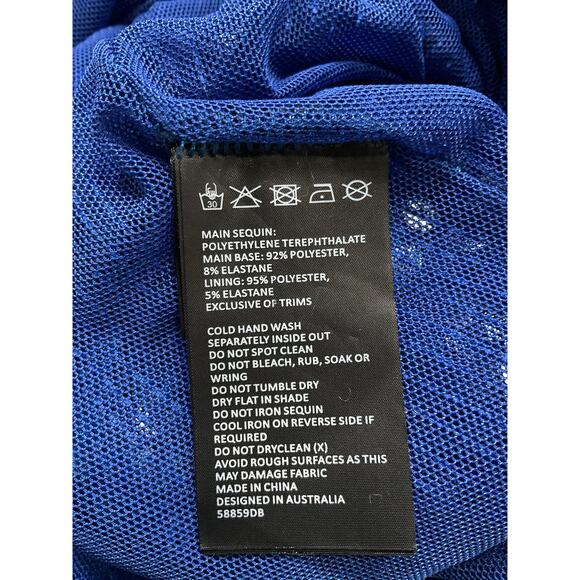 30
MAIN SEQUIN:
POLYETHYLENE TEREPHTHALATE
MAIN BASE: 92% POLYESTER,
8% ELASTANE
LINING: 95% POLYESTER,
5% ELASTANE
EXCLUSIVE OF TRIMS
COLD HAND WASH
SEPARATELY INSIDE OUT
DO NOT SPOT CLEAN
DO NOT BLEACH, RUB, SOAK OR
WRING
DO NOT TUMBLE DRY
DRY FLAT IN SHADE
DO NOT IRON SEQUIN
COOL IRON ON REVERSE SIDE IF
REQUIRED
DO NOT DRYCLEAN (X)
AVOID ROUGH SURFACES AS THIS
MAY DAMAGE FABRIC
MADE IN CHINA
DESIGNED IN AUSTRALIA
58859DB